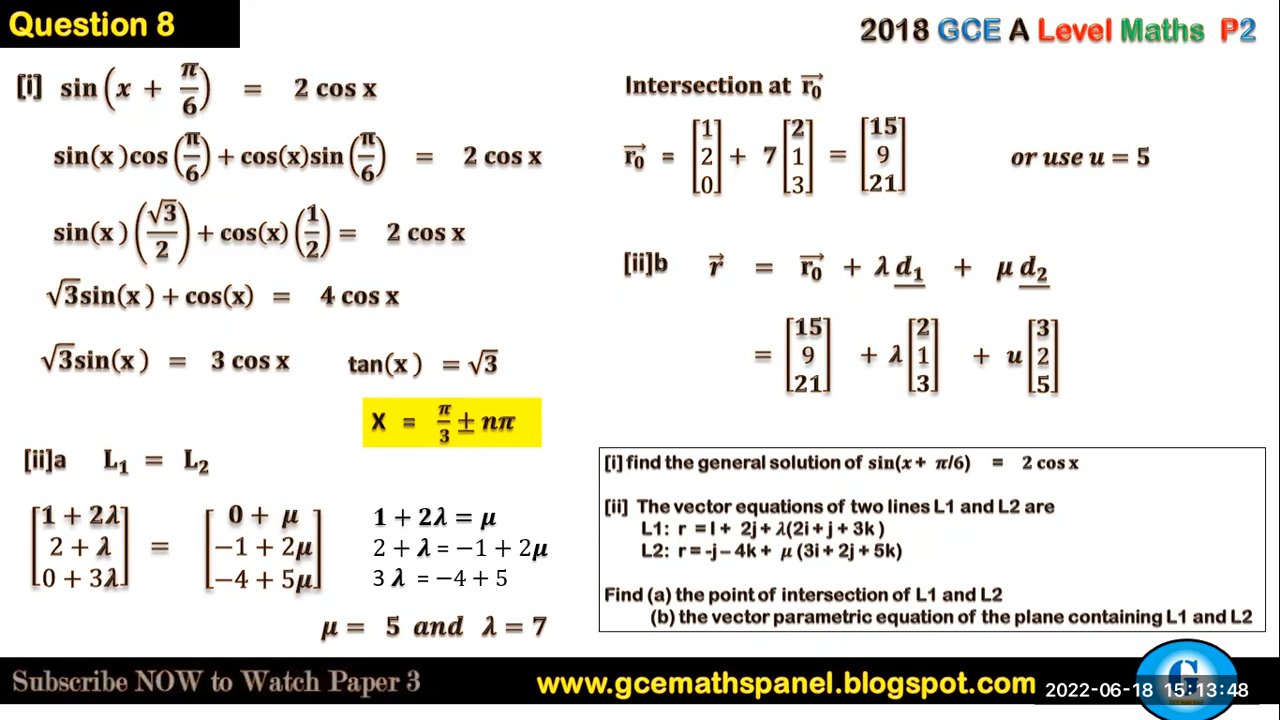 Question 8
2018 GCE A Level Maths P2
[i] sin(x + π/6) = 2 cos x
sin(x)cos(π/6) + cos(x)sin(π/6) = 2 cos x
sin(x)(√3/2) + cos(x)(1/2) = 2 cos x
√3sin(x) + cos(x) = 4 cos x
√3sin(x) = 3 cos x tan(x) = √3
X = π/3 ± nπ
[ii]a L₁ = L₂
[1 + 2λ] = [0 + μ] 1 + 2λ = μ
[2 + λ] [−1 + 2μ] 2 + λ = −1 + 2μ
[0 + 3λ] [−4 + 5μ] 3 λ = −4 + 5
μ = 5 and λ = 7
Intersection at r₀⃗
r₀⃗ = [1 2 0] + 7 [2 1 3] = [15 9 21] or use u = 5
[ii]b r⃗ = r₀⃗ + λ d₁ + μ d₂
= [15 9 21] + λ [2 1 3] + u [3 2 5]
[i] find the general solution of sin(x + π/6) = 2 cos x
[ii] The vector equations of two lines L1 and L2 are
L1: r = I + 2j + λ(2i + j + 3k)
L2: r = -j – 4k + μ (3i + 2j + 5k)
Find (a) the point of intersection of L1 and L2
(b) the vector parametric equation of the plane containing L1 and L2
Subscribe NOW to Watch Paper 3
www.gcemathspanel.blogspot.com
G
2022-06-18 15:13:48